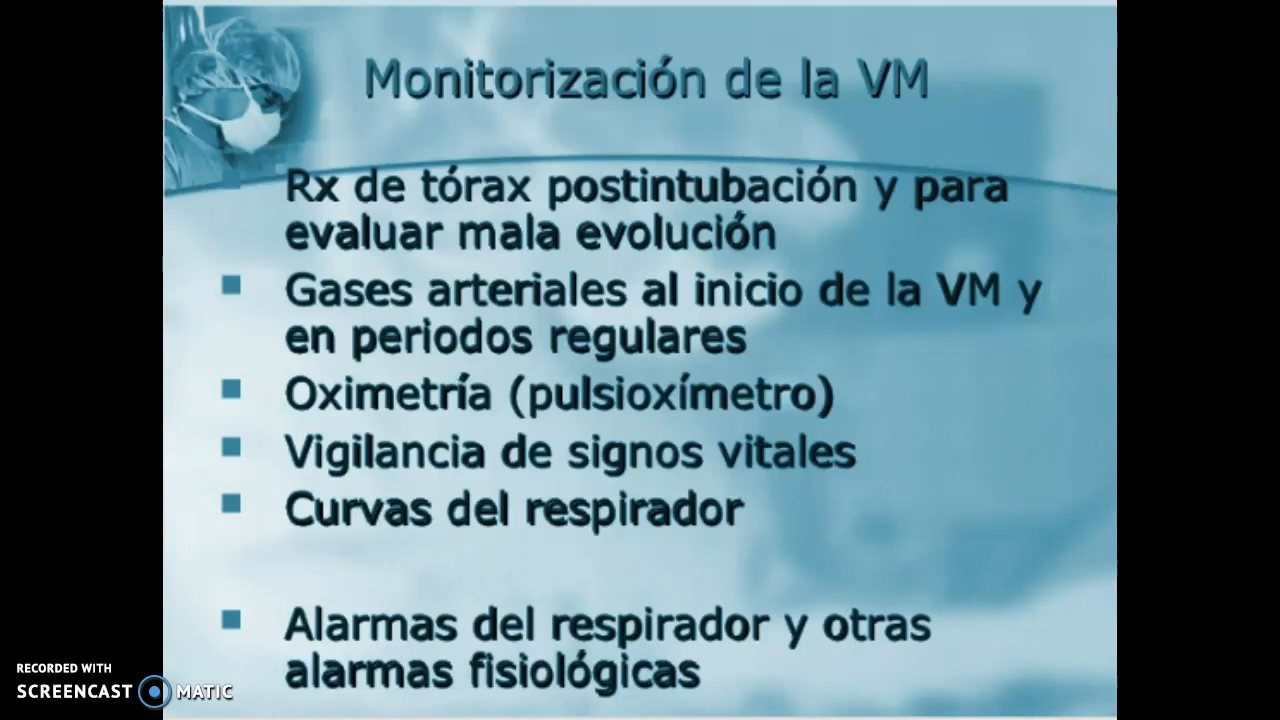 Monitorización de la VM
Rx de tórax postintubación y para
evaluar mala evolución
Gases arteriales al inicio de la VM y
en periodos regulares
Oximetría (pulsioxímetro)
Vigilancia de signos vitales
Curvas del respirador
Alarmas del respirador y otras
alarmas fisiológicas
RECORDED WITH
SCREENCAST MATIC